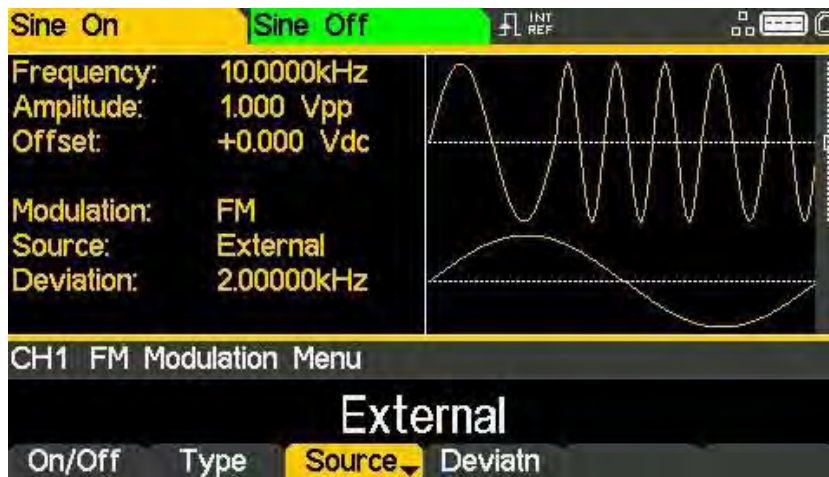 Sine On Sine Off INT REF
Frequency: 10.0000kHz
Amplitude: 1.000 Vpp
Offset: +0.000 Vdc
Modulation: FM
Source: External
Deviation: 2.00000kHz
CH1 FM Modulation Menu
External
On/Off Type Source Deviatn